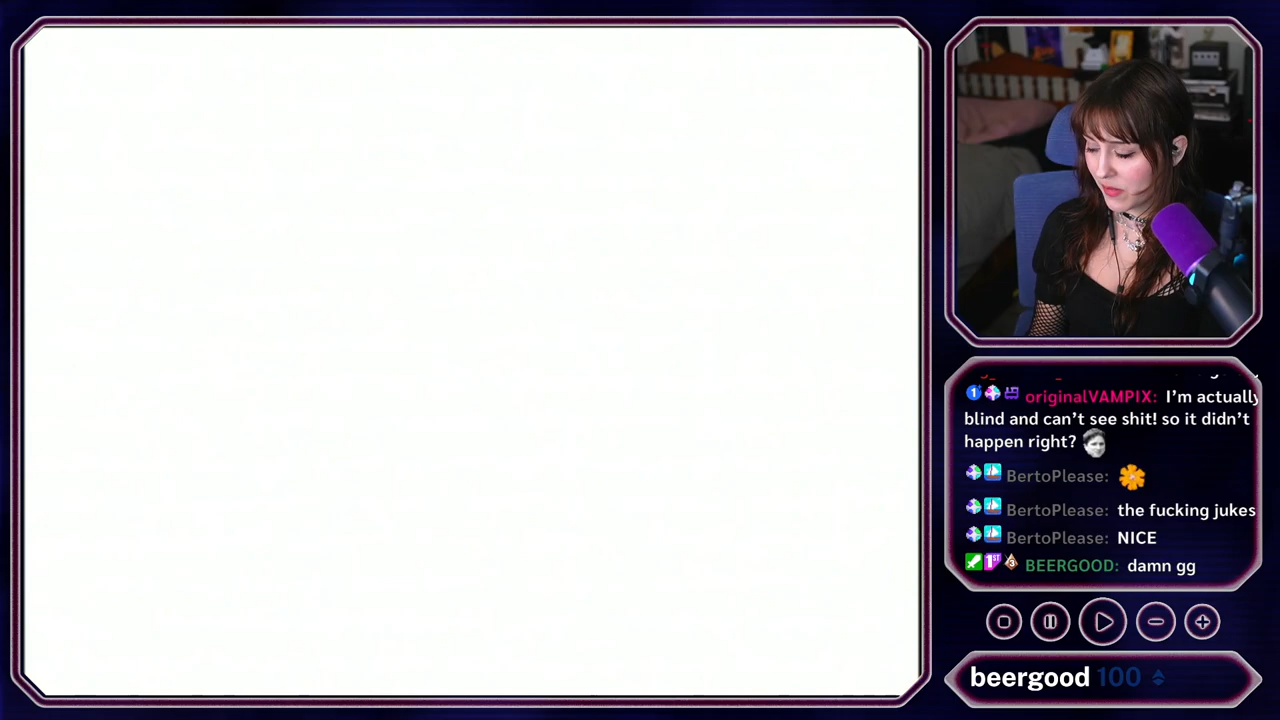 originalVAMPIX: I'm actually
blind and can't see shit! so it didn't
happen right?
BertoPlease:
BertoPlease: the fucking jukes
BertoPlease: NICE
BEERGOOD: damn gg
beergood 100